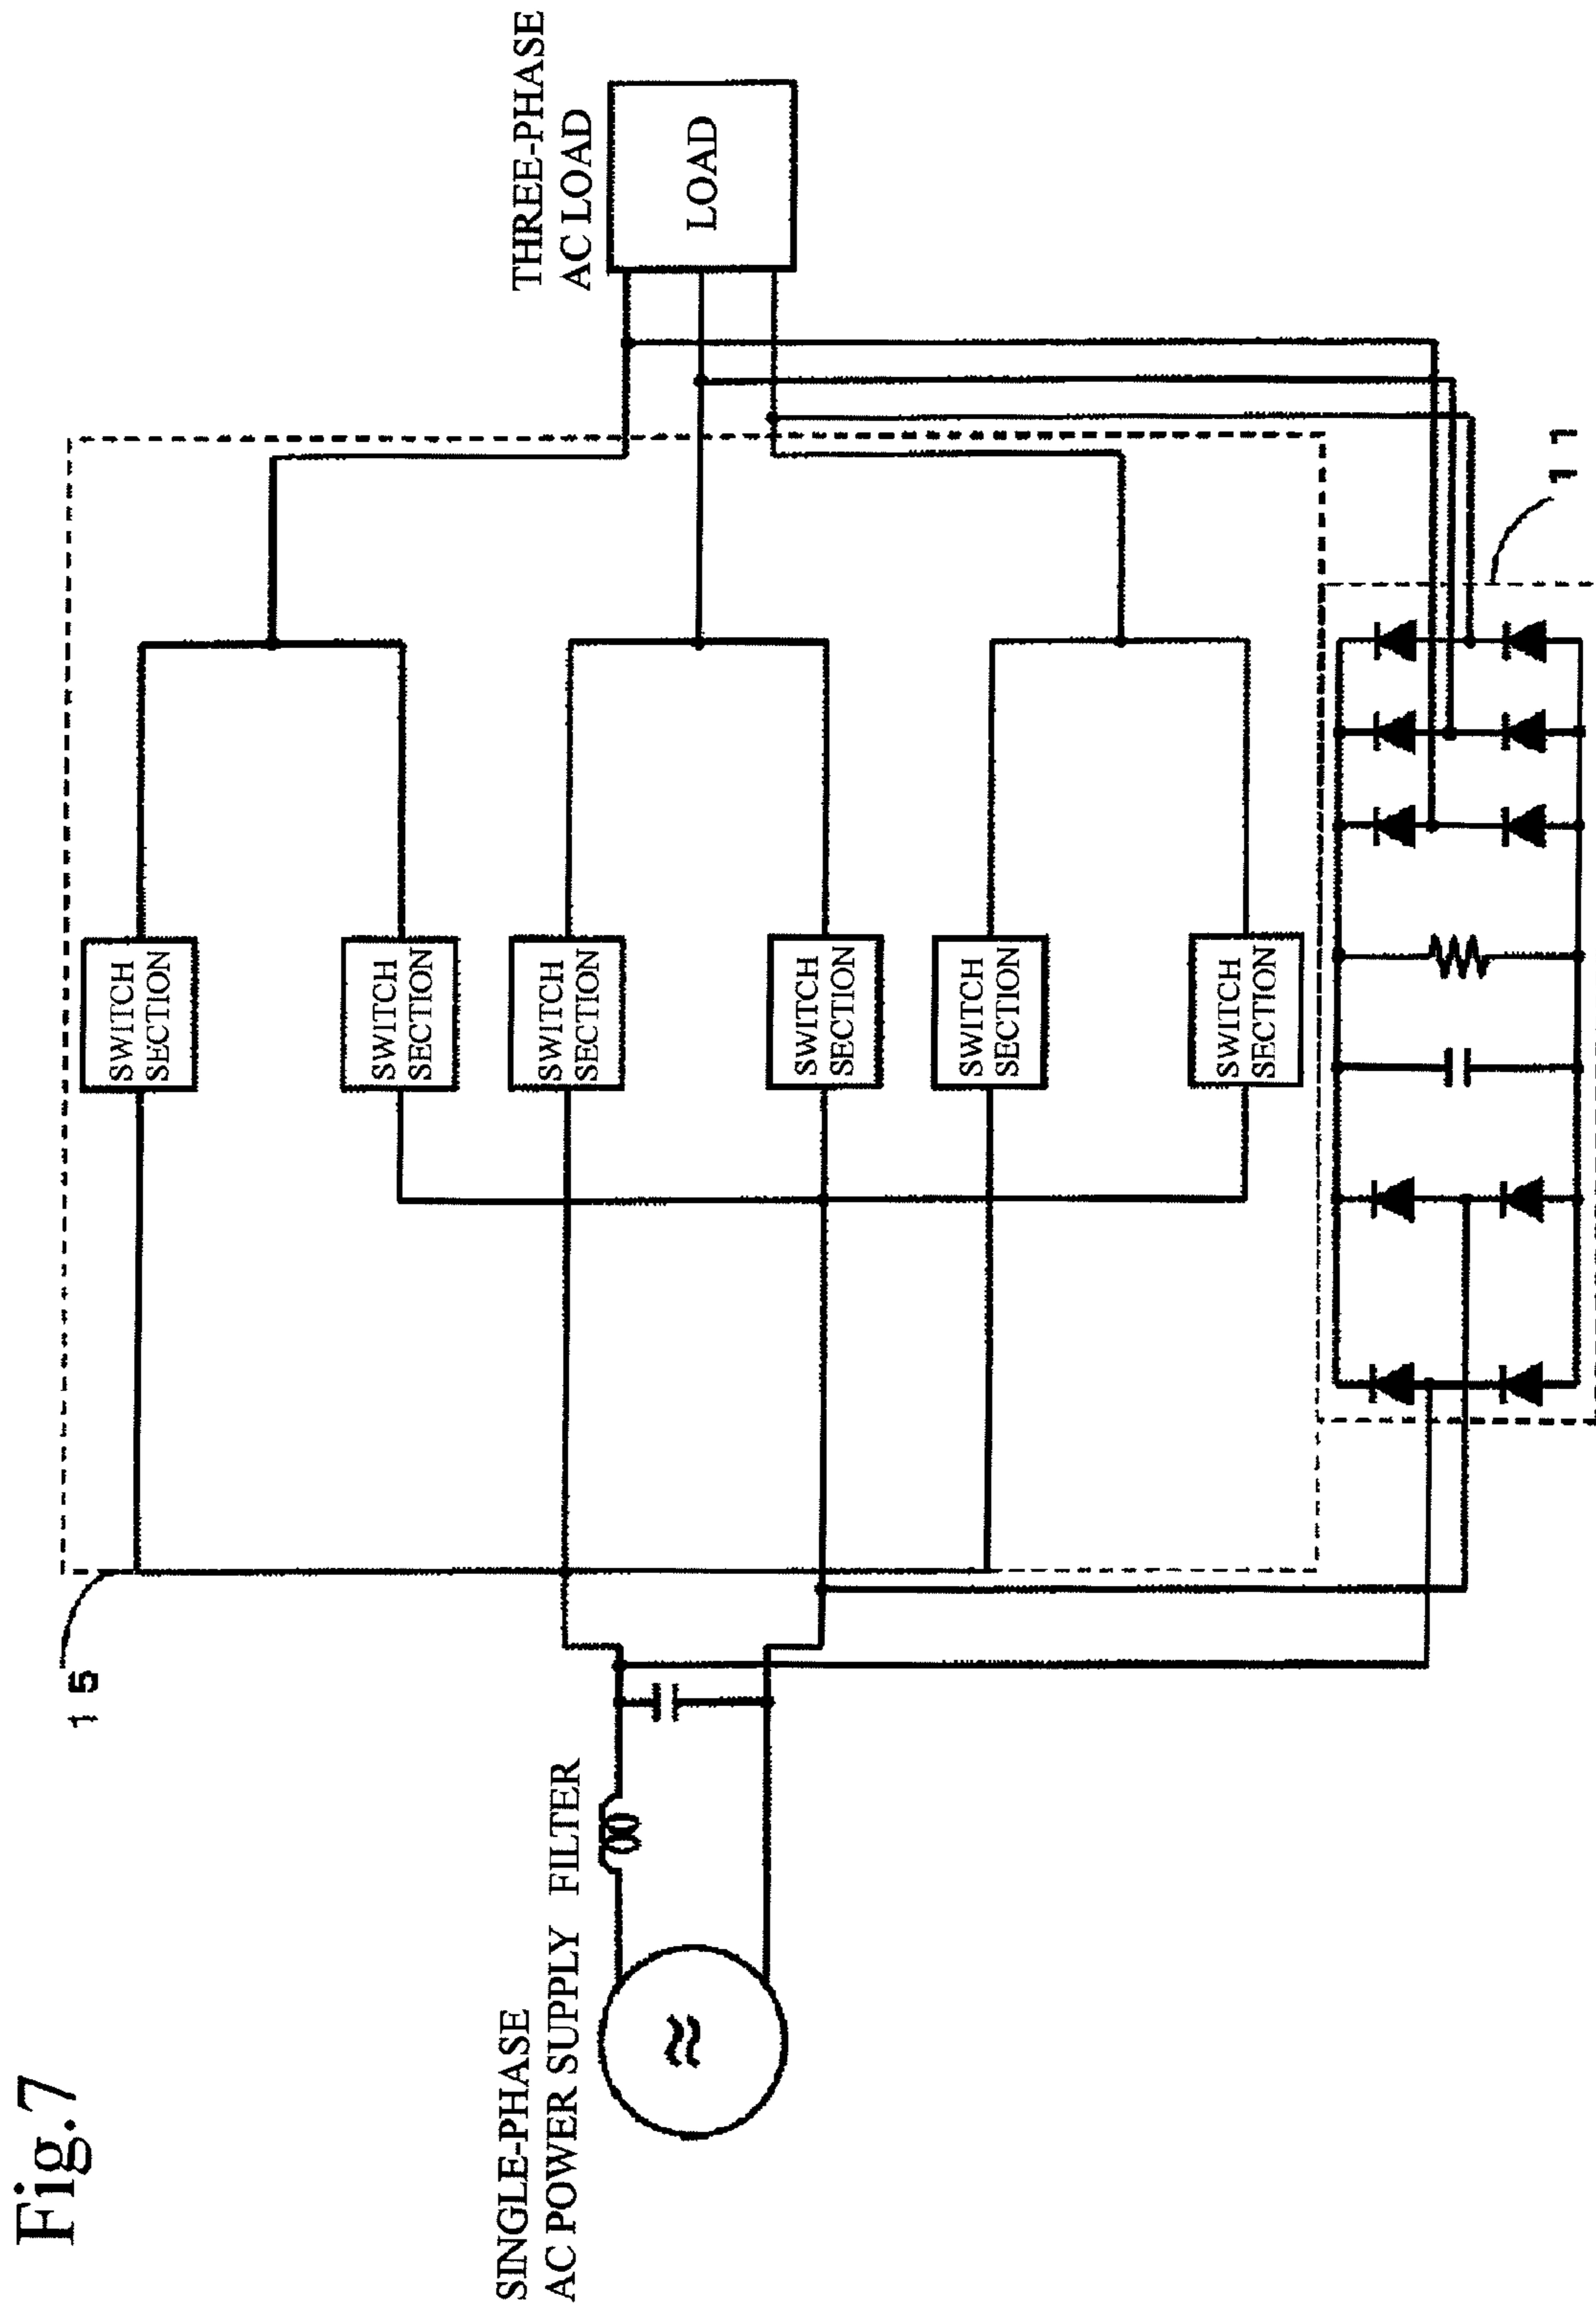 Fig.7
SINGLE-PHASE
AC POWER SUPPLY
FILTER
15
SWITCH
SECTION
SWITCH
SECTION
SWITCH
SECTION
SWITCH
SECTION
SWITCH
SECTION
SWITCH
SECTION
THREE-PHASE
AC LOAD
LOAD
11